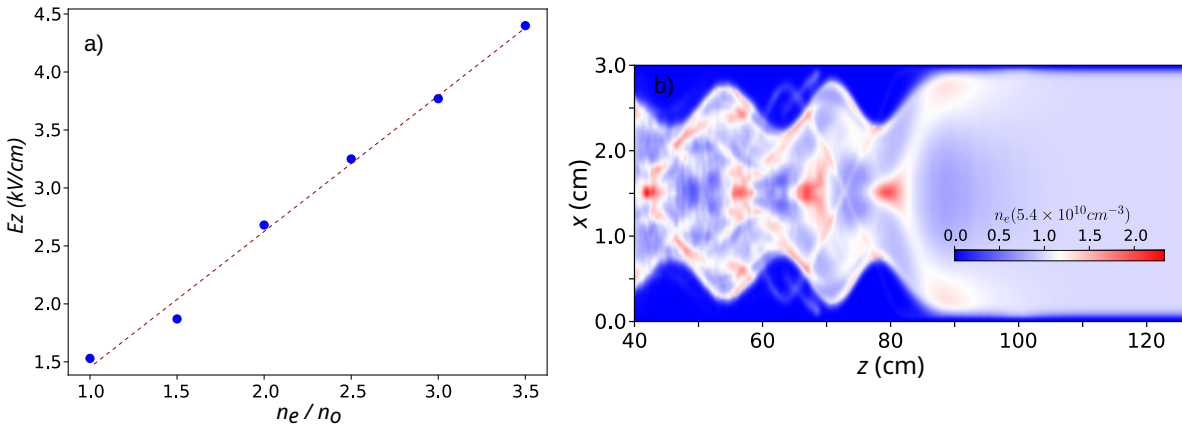 a)
4.5
4.0
3.5
3.0
2.5
2.0
1.5
Ez (kV/cm)
1.0 1.5 2.0 2.5 3.0 3.5
n_e / n_o
b)
3.0
2.0
1.0
0.0
x (cm)
n_e(5.4 × 10^{10}cm^{−3})
0.0 0.5 1.0 1.5 2.0
40 60 80 100 120
z (cm)